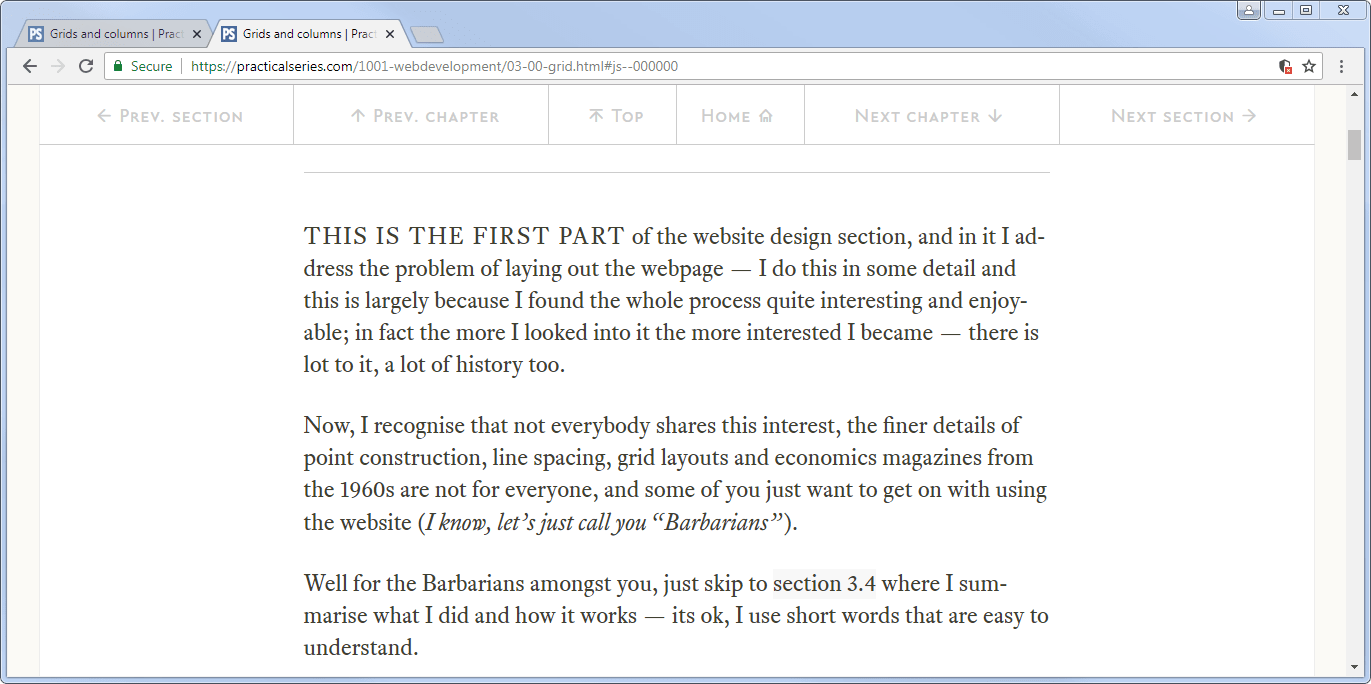 Grids and columns | Prac
Grids and columns | Pract
Secure | https://practicalseries.com/1001-webdevelopment/03-00-grid.html#js--000000
← Prev. section
↑ Prev. chapter
Top
Home
Next chapter ↓
Next section →
THIS IS THE FIRST PART of the website design section, and in it I ad-
dress the problem of laying out the webpage — I do this in some detail and
this is largely because I found the whole process quite interesting and enjoy-
able; in fact the more I looked into it the more interested I became — there is
lot to it, a lot of history too.
Now, I recognise that not everybody shares this interest, the finer details of
point construction, line spacing, grid layouts and economics magazines from
the 1960s are not for everyone, and some of you just want to get on with using
the website (I know, let’s just call you “Barbarians”).
Well for the Barbarians amongst you, just skip to section 3.4 where I sum-
marise what I did and how it works — its ok, I use short words that are easy to
understand.